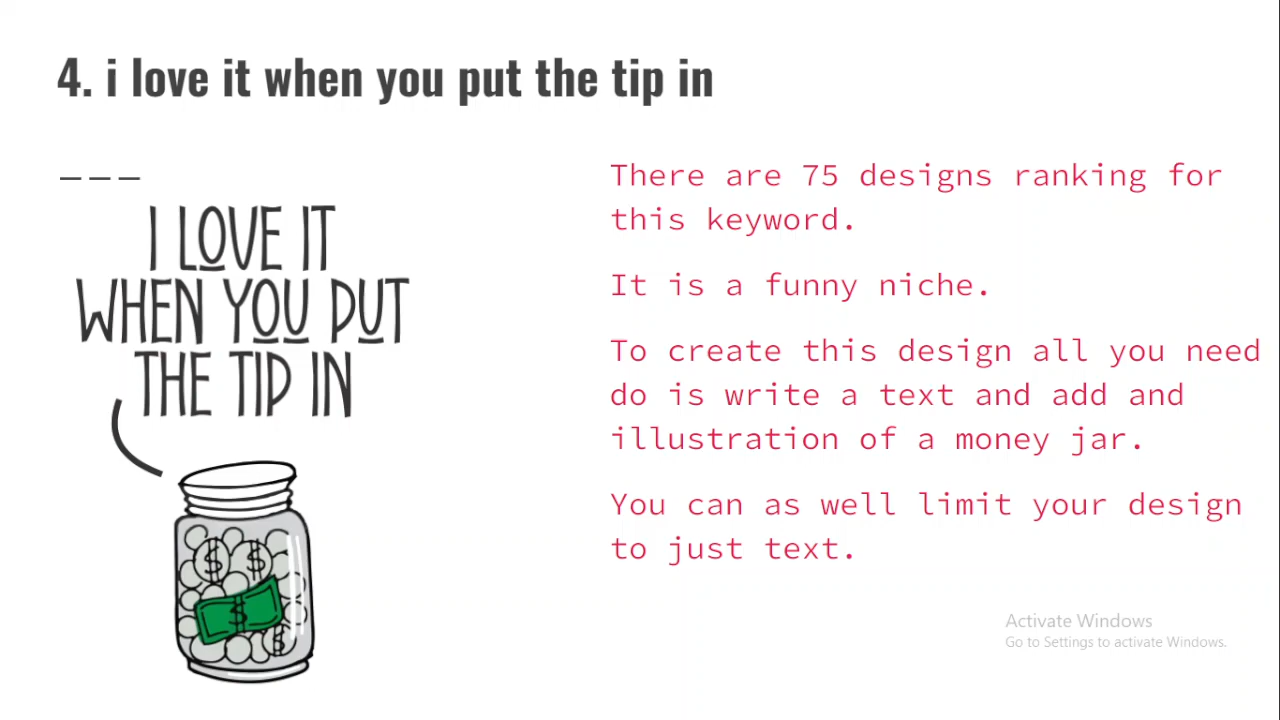 4. i love it when you put the tip in
I LOVE IT
WHEN YOU PUT
THE TIP IN
$ $
$
$
There are 75 designs ranking for
this keyword.
It is a funny niche.
To create this design all you need
do is write a text and add and
illustration of a money jar.
You can as well limit your design
to just text.
Activate Windows
Go to Settings to activate Windows.